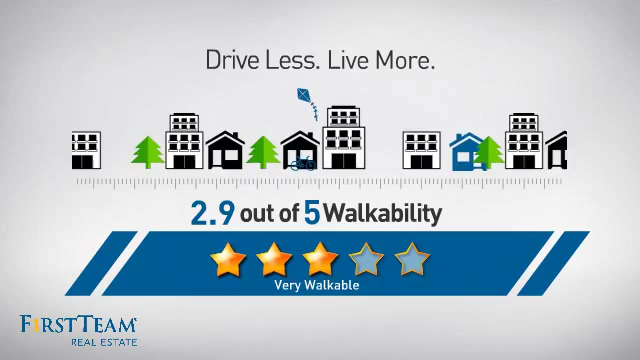 Drive Less. Live More.
2.9 out of 5 Walkability
Very Walkable
FIRSTTEAM®
REAL ESTATE